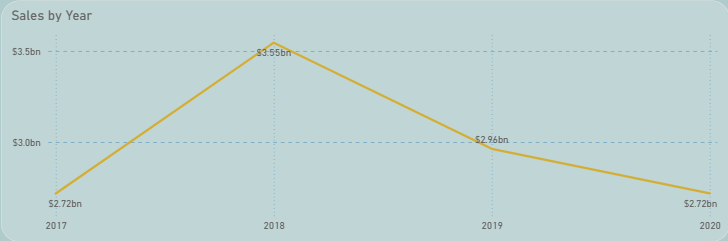 Sales by Year
$3.5bn
$3.55bn
$3.0bn
$2.96bn
$2.72bn
$2.72bn
2017 2018 2019 2020